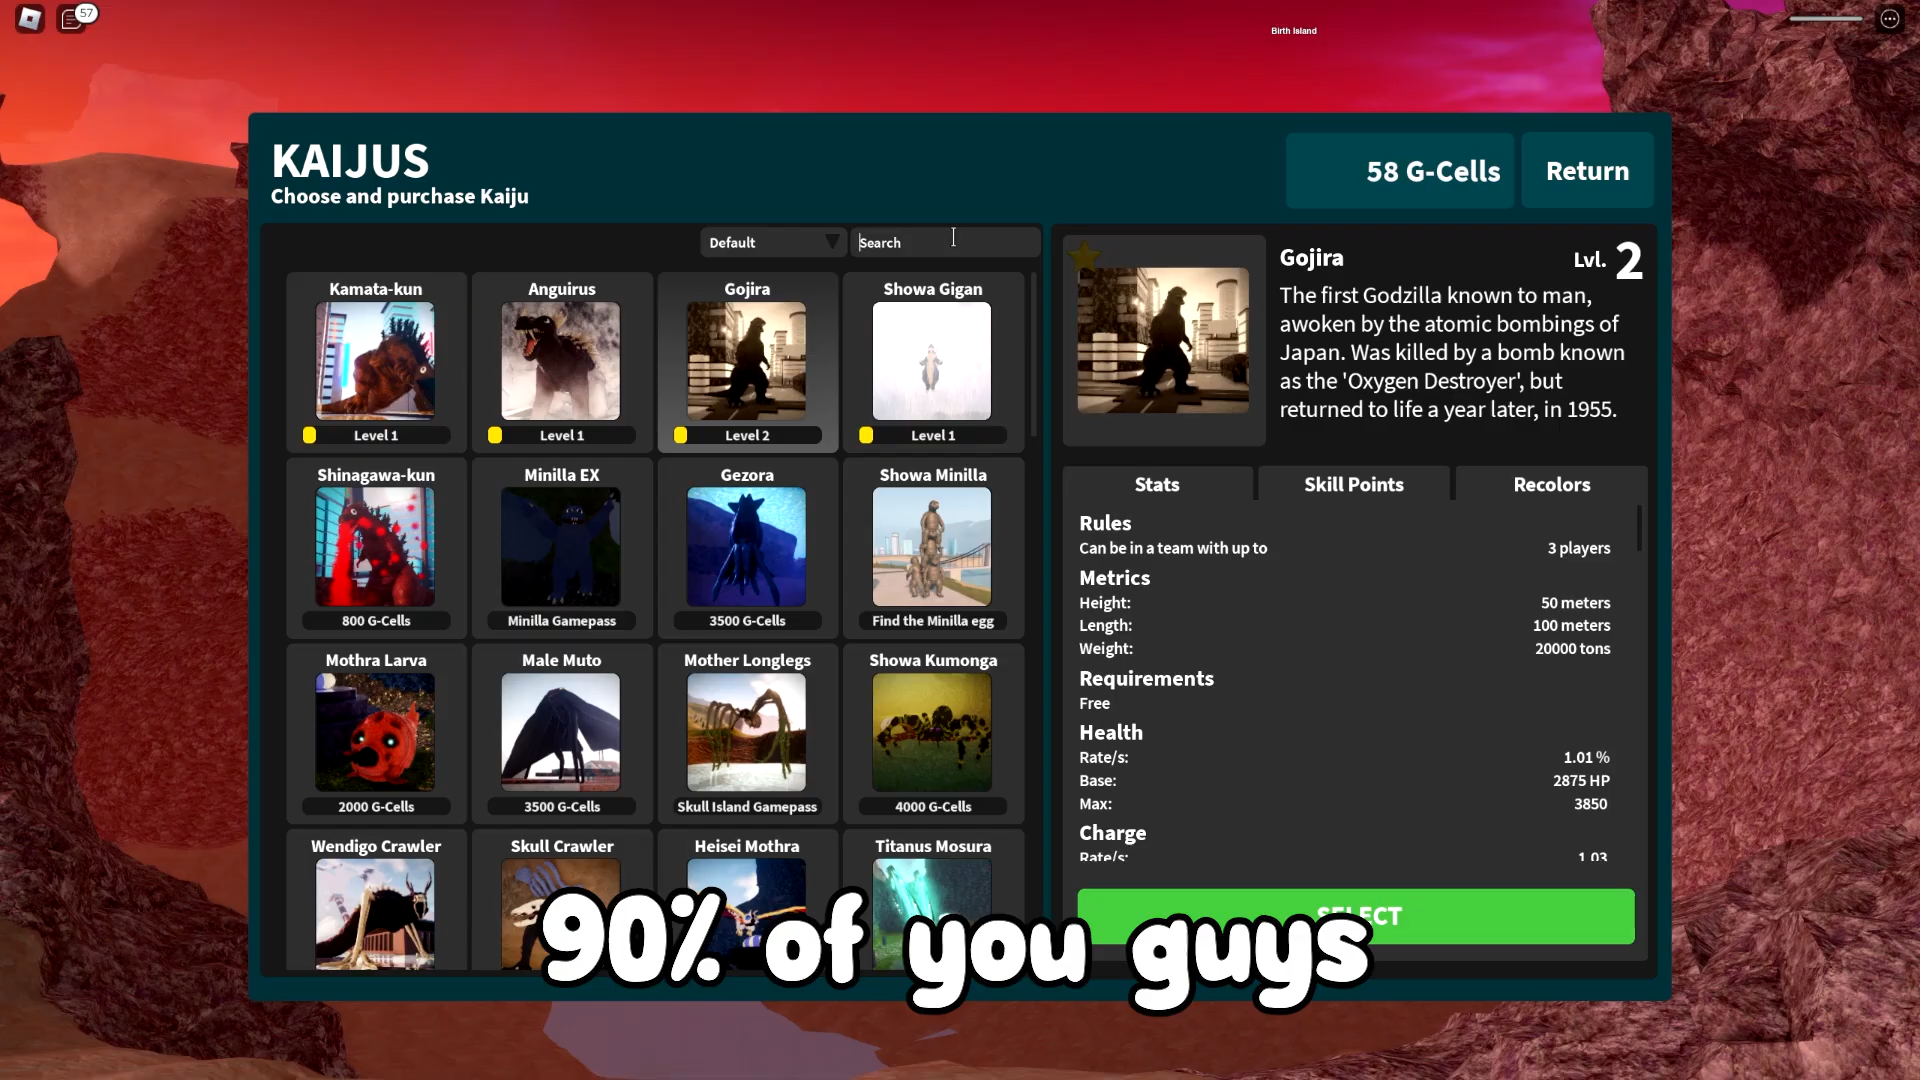 57
Birth Island
KAIJUS
Choose and purchase Kaiju
58 G-Cells
Return
Default
Search
Kamata-kun
Anguirus
Gojira
Showa Gigan
Level 1
Level 1
Level 2
Level 1
Shinagawa-kun
Minilla EX
Gezora
Showa Minilla
800 G-Cells
Minilla Gamepass
3500 G-Cells
Find the Minilla egg
Mothra Larva
Male Muto
Mother Longlegs
Showa Kumonga
2000 G-Cells
3500 G-Cells
Skull Island Gamepass
4000 G-Cells
Wendigo Crawler
Skull Crawler
Heisei Mothra
Titanus Mosura
Gojira
Lvl. 2
The first Godzilla known to man,
awoken by the atomic bombings of
Japan. Was killed by a bomb known
as the 'Oxygen Destroyer', but
returned to life a year later, in 1955.
Stats
Skill Points
Recolors
Rules
Can be in a team with up to 3 players
Metrics
Height: 50 meters
Length: 100 meters
Weight: 20000 tons
Requirements
Free
Health
Rate/s: 1.01 %
Base: 2875 HP
Max: 3850
Charge
Rate/s: 1.03
SELECT
90% of you guys